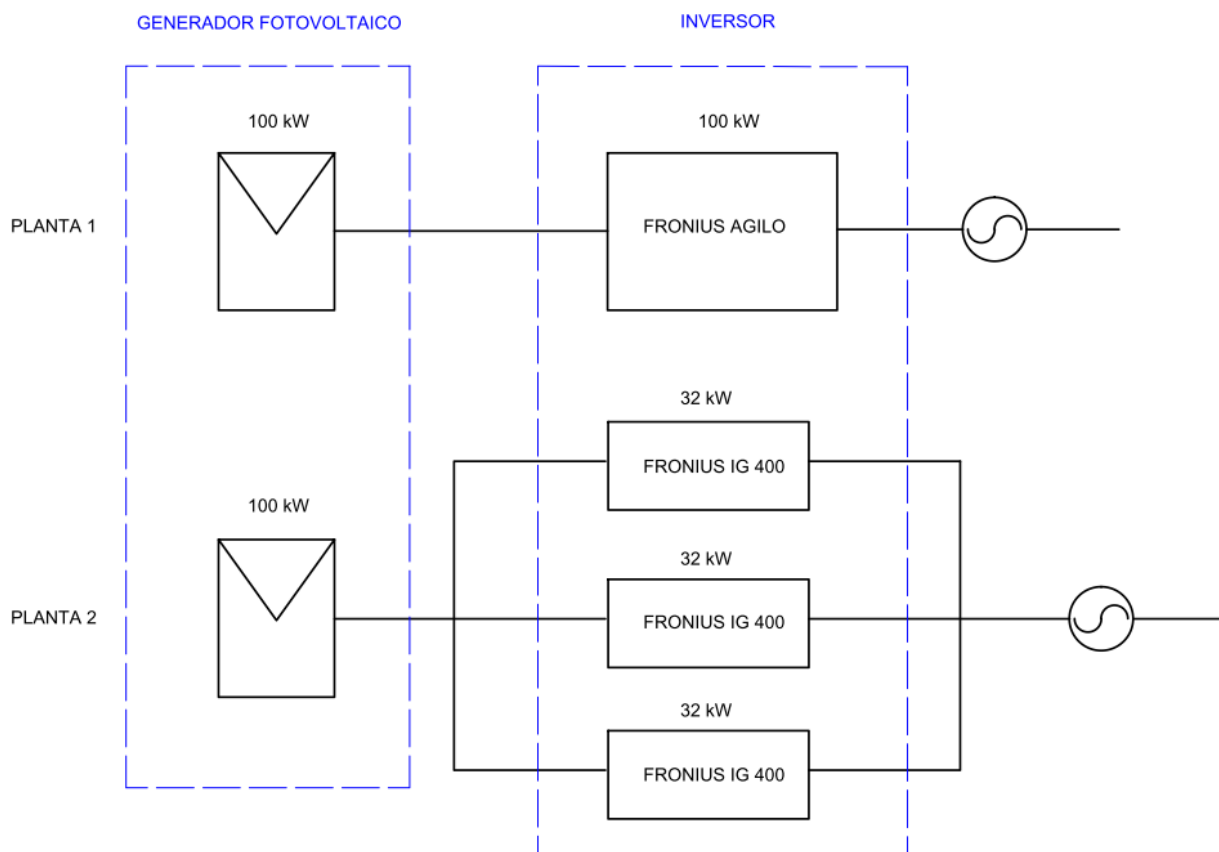 GENERADOR FOTOVOLTAICO
INVERSOR
100 kW
100 kW
PLANTA 1
FRONIUS AGILO
32 kW
FRONIUS IG 400
100 kW
32 kW
PLANTA 2
FRONIUS IG 400
32 kW
FRONIUS IG 400